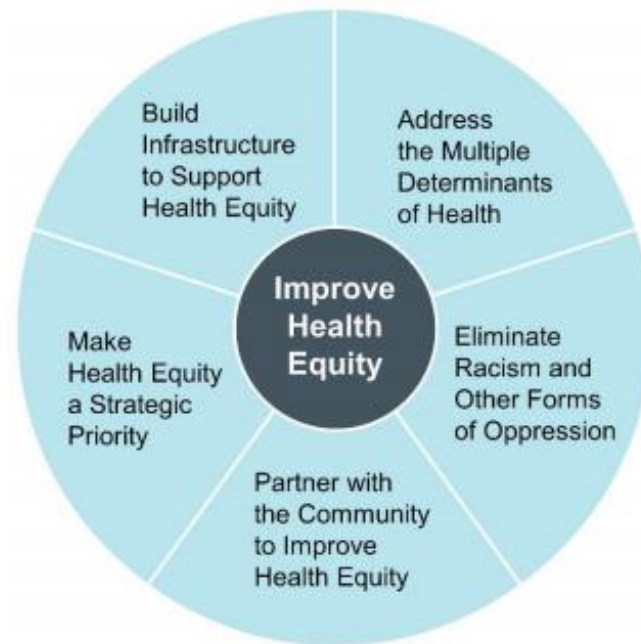 Build
Infrastructure
to Support
Health Equity
Address
the Multiple
Determinants
of Health
Improve
Health
Equity
Make
Health Equity
a Strategic
Priority
Eliminate
Racism and
Other Forms
of Oppression
Partner with
the Community
to Improve
Health Equity